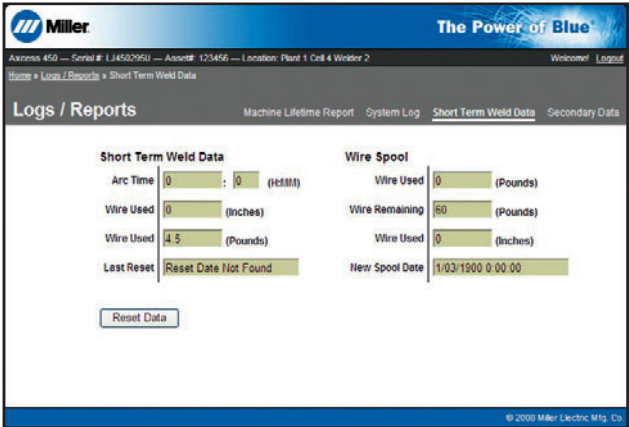 Miller® The Power of Blue®
Axcess 450 — Serial #: LJ450295U — Asset#: 123456 — Location: Plant 1 Cell 4 Welder 2 Welcome! Logout
Home » Logs / Reports » Short Term Weld Data
Logs / Reports Machine Lifetime Report System Log Short Term Weld Data Secondary Data
Short Term Weld Data
Arc Time 0 : 0 (H:MM)
Wire Used 0 (Inches)
Wire Used 4.5 (Pounds)
Last Reset Reset Date Not Found
Reset Data
Wire Spool
Wire Used 0 (Pounds)
Wire Remaining 60 (Pounds)
Wire Used 0 (Inches)
New Spool Date 1/03/1900 0:00:00
© 2008 Miller Electric Mfg. Co.